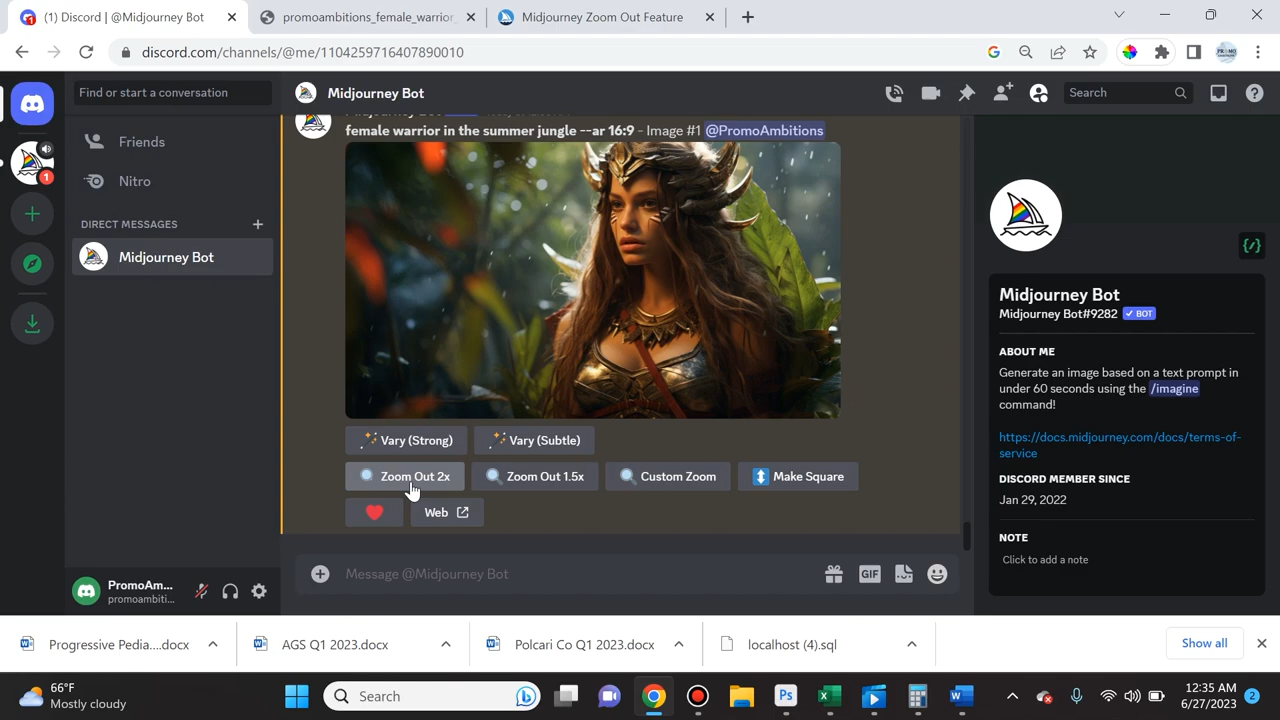 (1) Discord | @Midjourney Bot
promoambitions_female_warrior_
Midjourney Zoom Out Feature
discord.com/channels/@me/1104259716407890010
Find or start a conversation
Midjourney Bot
Search
Friends
Nitro
DIRECT MESSAGES
Midjourney Bot
1
female warrior in the summer jungle --ar 16:9 - Image #1 @PromoAmbitions
Vary (Strong)
Vary (Subtle)
Zoom Out 2x
Zoom Out 1.5x
Custom Zoom
Make Square
Web
Message @Midjourney Bot
GIF
PromoAm...
promoambiti...
Midjourney Bot
Midjourney Bot#9282 ✓ BOT
ABOUT ME
Generate an image based on a text prompt in
under 60 seconds using the /imagine
command!
https://docs.midjourney.com/docs/terms-of-
service
DISCORD MEMBER SINCE
Jan 29, 2022
NOTE
Click to add a note
Progressive Pedia....docx
AGS Q1 2023.docx
Polcari Co Q1 2023.docx
localhost (4).sql
Show all
66°F
Mostly cloudy
Search
Ps
12:35 AM
6/27/2023
2